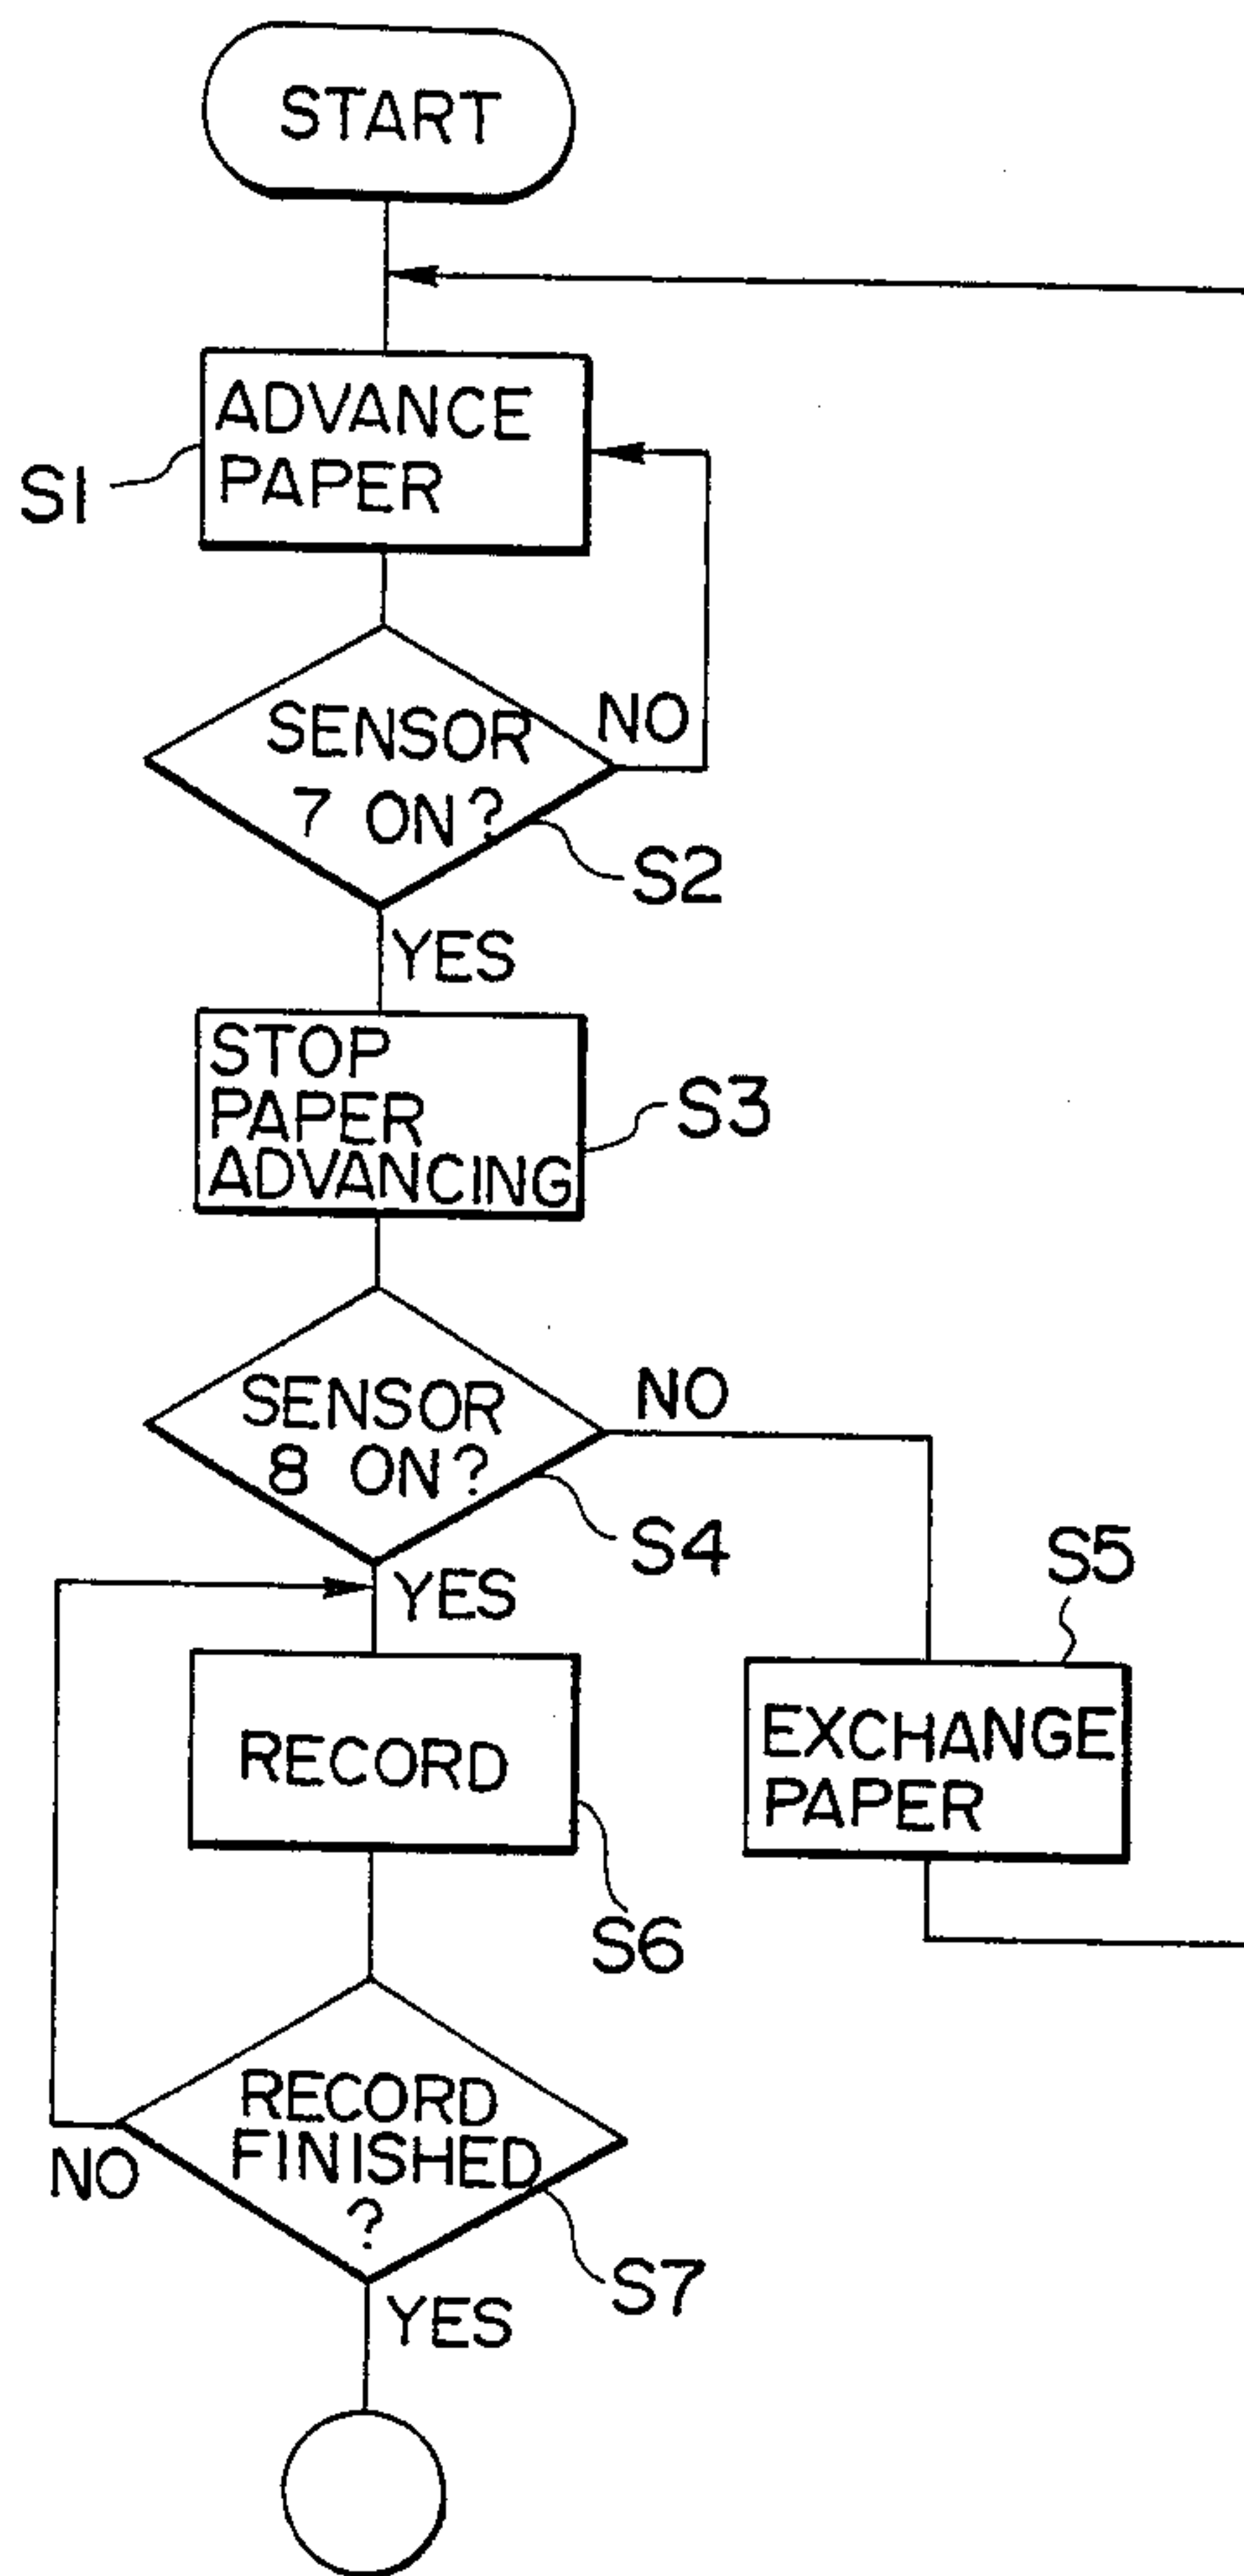 START
ADVANCE
PAPER
S1
SENSOR
7 ON?
NO
S2
YES
STOP
PAPER
ADVANCING
S3
SENSOR
8 ON?
NO
S4
YES
S5
EXCHANGE
PAPER
RECORD
S6
RECORD
FINISHED
?
NO
S7
YES